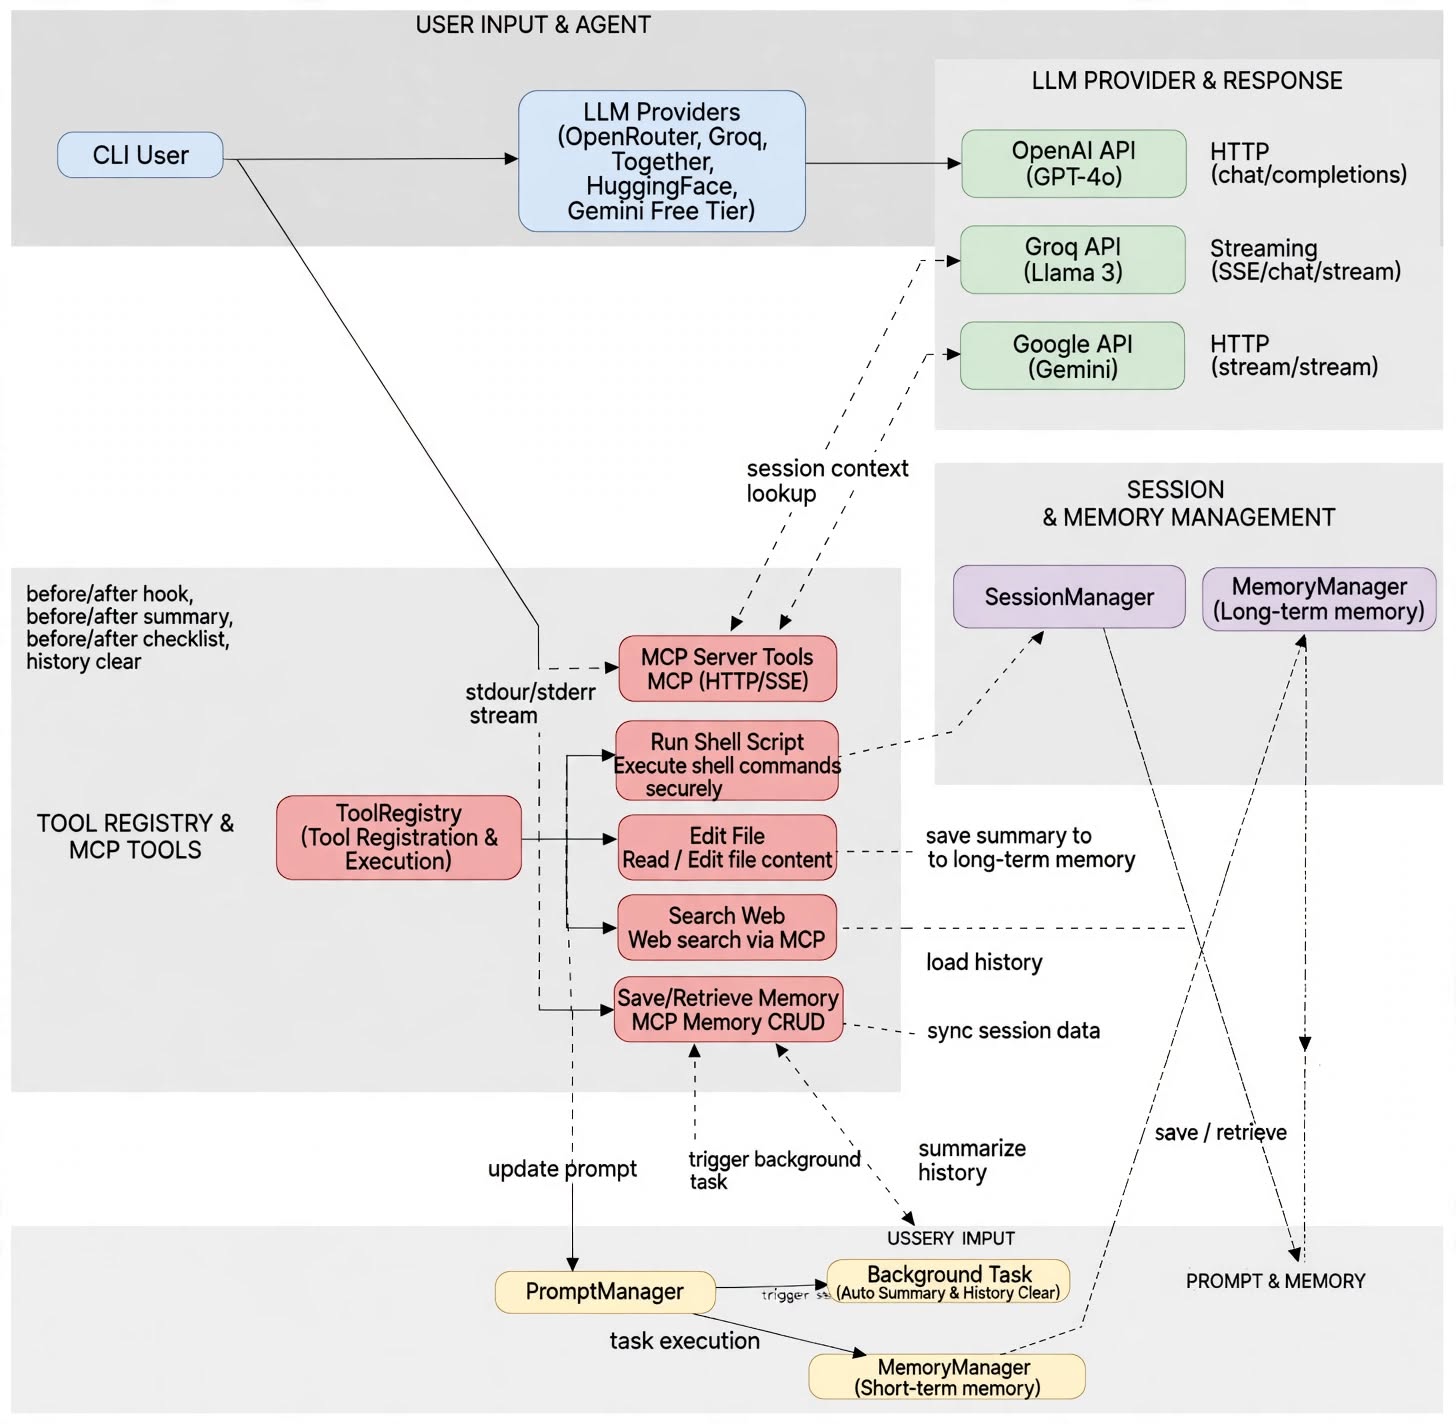 USER INPUT & AGENT
LLM PROVIDER & RESPONSE
CLI User
LLM Providers
(OpenRouter, Groq,
Together,
HuggingFace,
Gemini Free Tier)
OpenAI API
(GPT-4o)
HTTP
(chat/completions)
Groq API
(Llama 3)
Streaming
(SSE/chat/stream)
Google API
(Gemini)
HTTP
(stream/stream)
session context
lookup
SESSION
& MEMORY MANAGEMENT
SessionManager
MemoryManager
(Long-term memory)
before/after hook,
before/after summary,
before/after checklist,
history clear
MCP Server Tools
MCP (HTTP/SSE)
stdour/stderr
stream
Run Shell Script
Execute shell commands
securely
TOOL REGISTRY &
MCP TOOLS
ToolRegistry
(Tool Registration &
Execution)
Edit File
Read / Edit file content
save summary to
to long-term memory
Search Web
Web search via MCP
load history
Save/Retrieve Memory
MCP Memory CRUD
sync session data
update prompt
trigger background
task
summarize
history
save / retrieve
USSERY IMPUT
PromptManager
trigger
Background Task
(Auto Summary & History Clear)
PROMPT & MEMORY
task execution
MemoryManager
(Short-term memory)